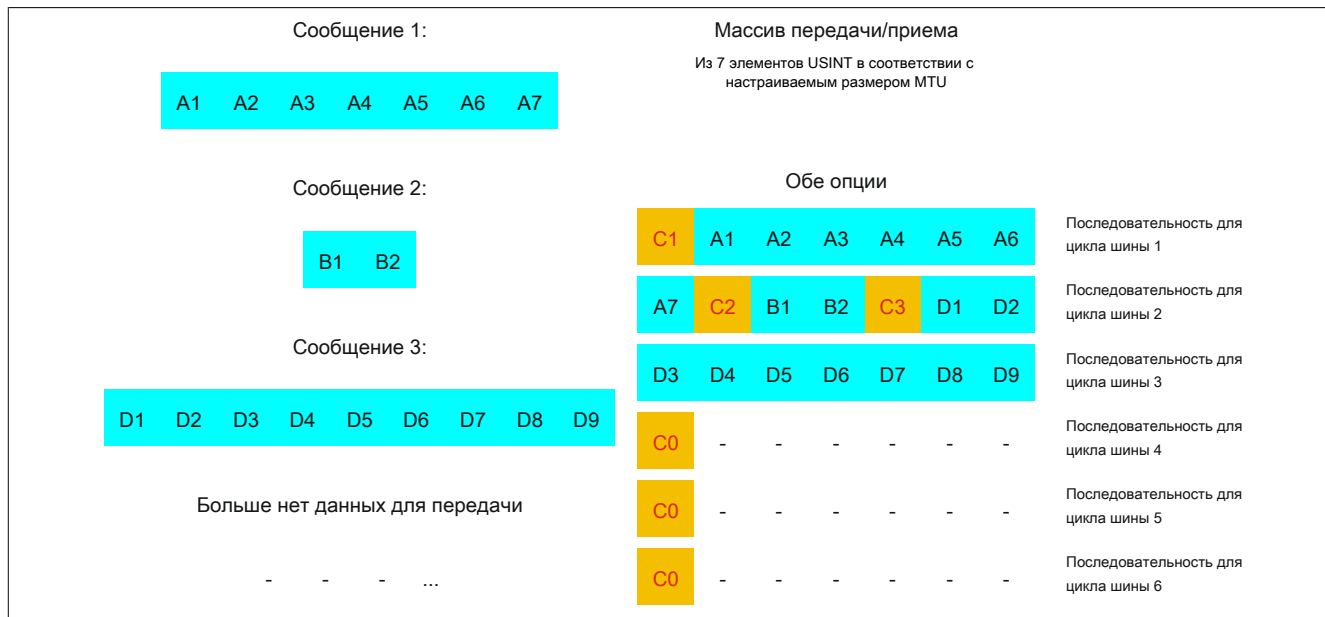 Сообщение 1:
A1 A2 A3 A4 A5 A6 A7
Сообщение 2:
B1 B2
Сообщение 3:
D1 D2 D3 D4 D5 D6 D7 D8 D9
Больше нет данных для передачи
- - - ...
Массив передачи/приема
Из 7 элементов USINT в соответствии с
настраиваемым размером MTU
Обе опции
C1 A1 A2 A3 A4 A5 A6
Последовательность для
цикла шины 1
A7 C2 B1 B2 C3 D1 D2
Последовательность для
цикла шины 2
D3 D4 D5 D6 D7 D8 D9
Последовательность для
цикла шины 3
C0 - - - - - -
Последовательность для
цикла шины 4
C0 - - - - - -
Последовательность для
цикла шины 5
C0 - - - - - -
Последовательность для
цикла шины 6